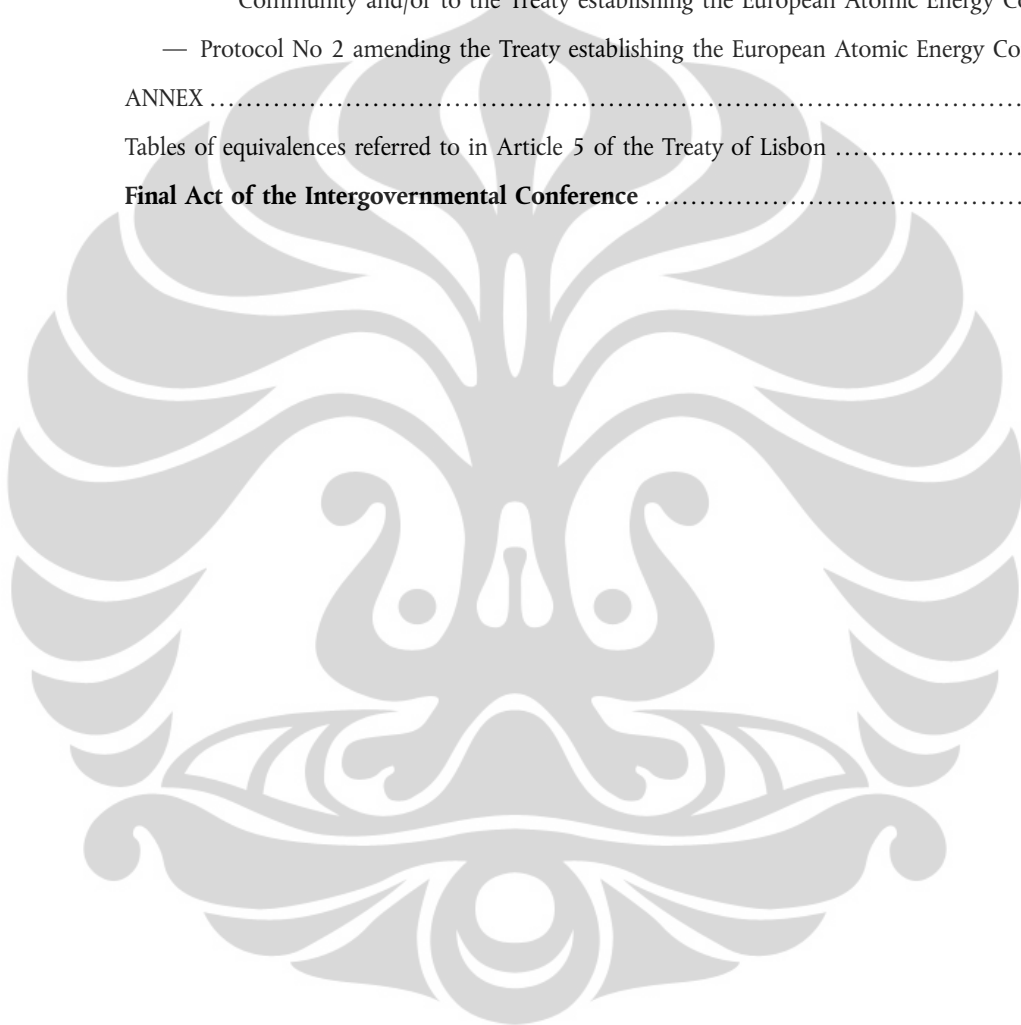 Community and/or to the Treaty establishing the European Atomic Energy Co
— Protocol No 2 amending the Treaty establishing the European Atomic Energy Co
ANNEX ................................................................................
Tables of equivalences referred to in Article 5 of the Treaty of Lisbon .....................
Final Act of the Intergovernmental Conference ..........................................